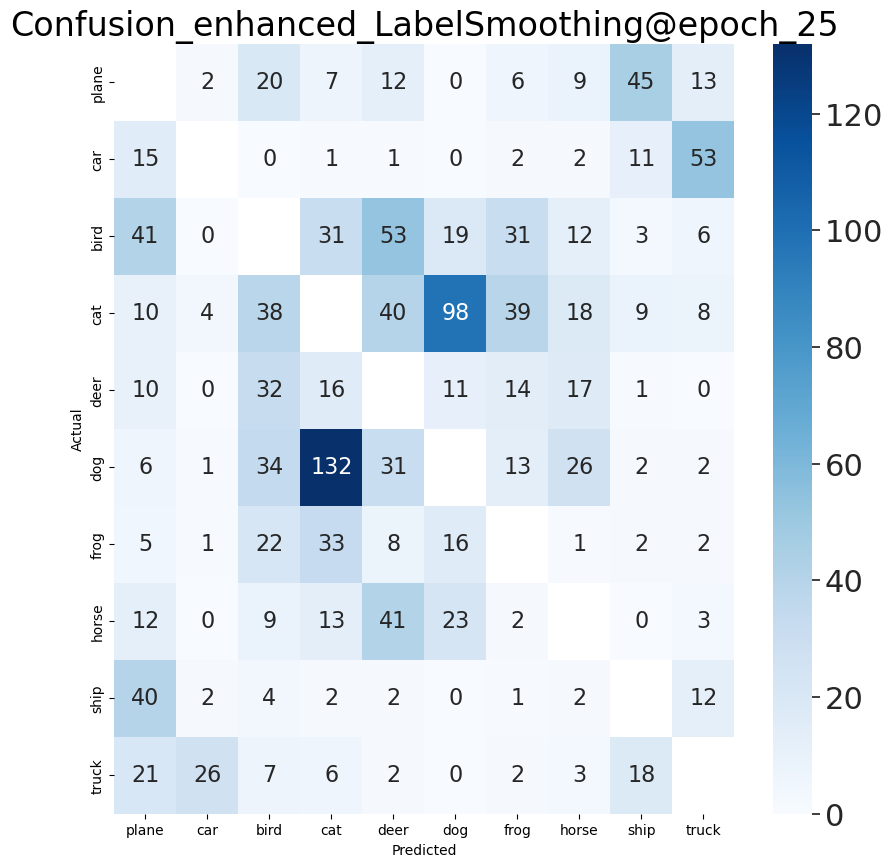 Confusion_enhanced_LabelSmoothing@epoch_25
plane 2 20 7 12 0 6 9 45 13
car 15 0 1 1 0 2 2 11 53
bird 41 0 31 53 19 31 12 3 6
cat 10 4 38 40 98 39 18 9 8
deer 10 0 32 16 11 14 17 1 0
Actual
dog 6 1 34 132 31 13 26 2 2
frog 5 1 22 33 8 16 1 2 2
horse 12 0 9 13 41 23 2 0 3
ship 40 2 4 2 2 0 1 2 12
truck 21 26 7 6 2 0 2 3 18
plane car bird cat deer dog frog horse ship truck
Predicted
120
100
80
60
40
20
0